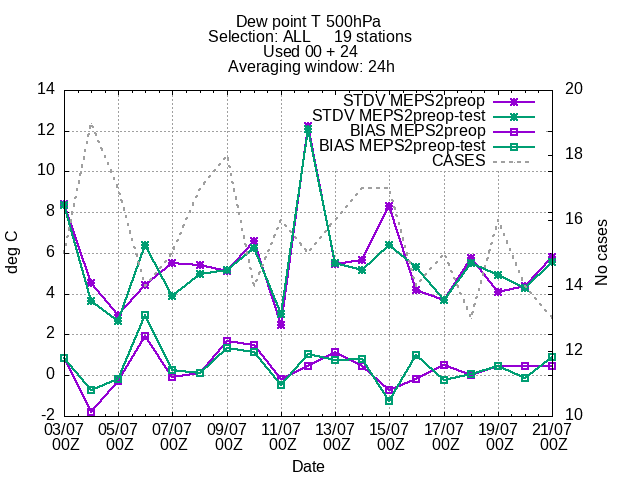 Dew point T 500hPa
Selection: ALL 19 stations
Used 00 + 24
Averaging window: 24h
STDV MEPS2preop
STDV MEPS2preop-test
BIAS MEPS2preop
BIAS MEPS2preop-test
CASES
deg C
14
12
10
8
6
4
2
0
-2
No cases
20
18
16
14
12
10
03/07 05/07 07/07 09/07 11/07 13/07 15/07 17/07 19/07 21/07
00Z 00Z 00Z 00Z 00Z 00Z 00Z 00Z 00Z 00Z
Date